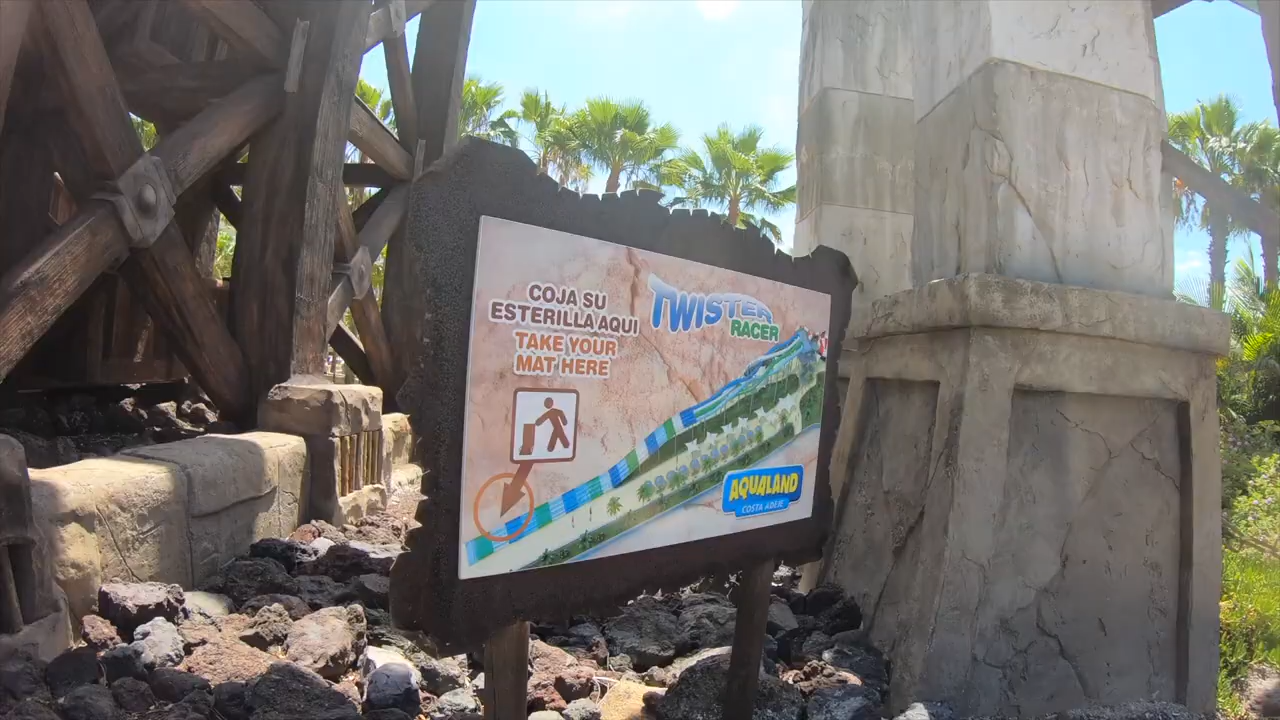 COJA SU
ESTERILLA AQUI
TAKE YOUR
MAT HERE
TWISTER
RACER
AQUALAND
COSTA ADEJE